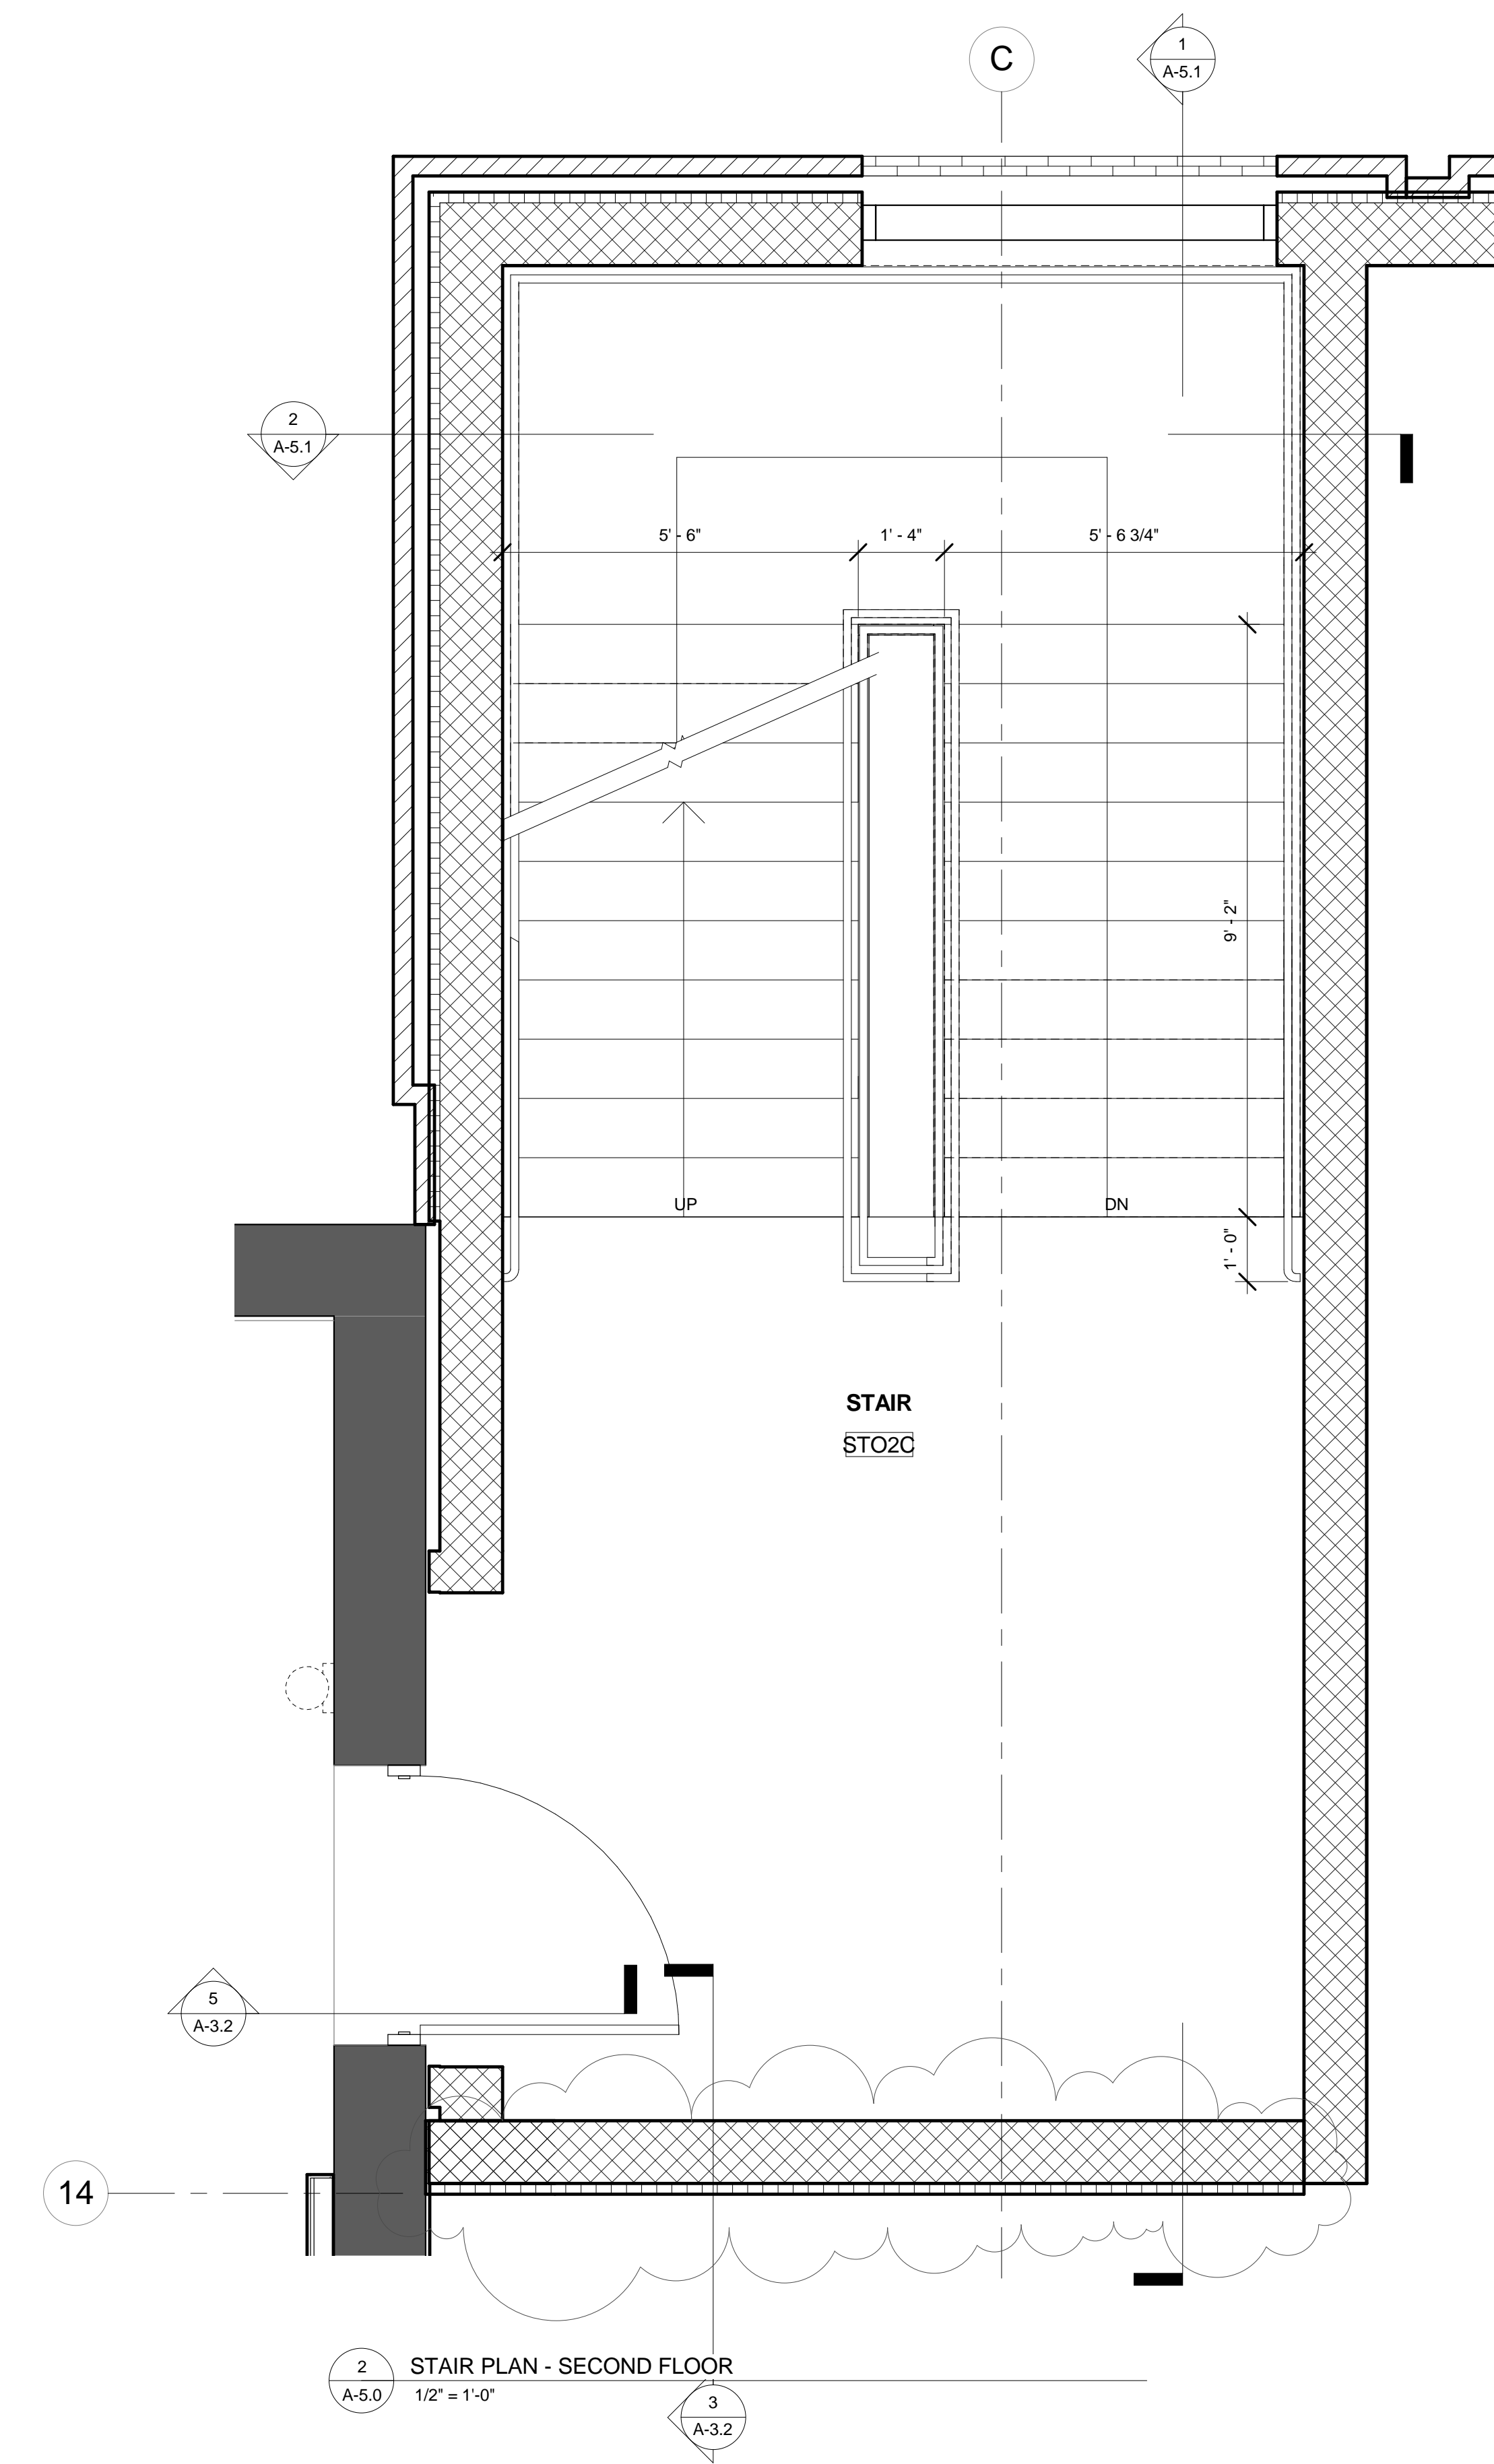 C
1
A-5.1
2
A-5.1
5' - 6"
1' - 4"
5' - 6 3/4"
9' - 2"
UP
DN
1' - 0"
STAIR
STO2C
5
A-3.2
14
2
A-5.0
STAIR PLAN - SECOND FLOOR
1/2" = 1'-0"
3
A-3.2